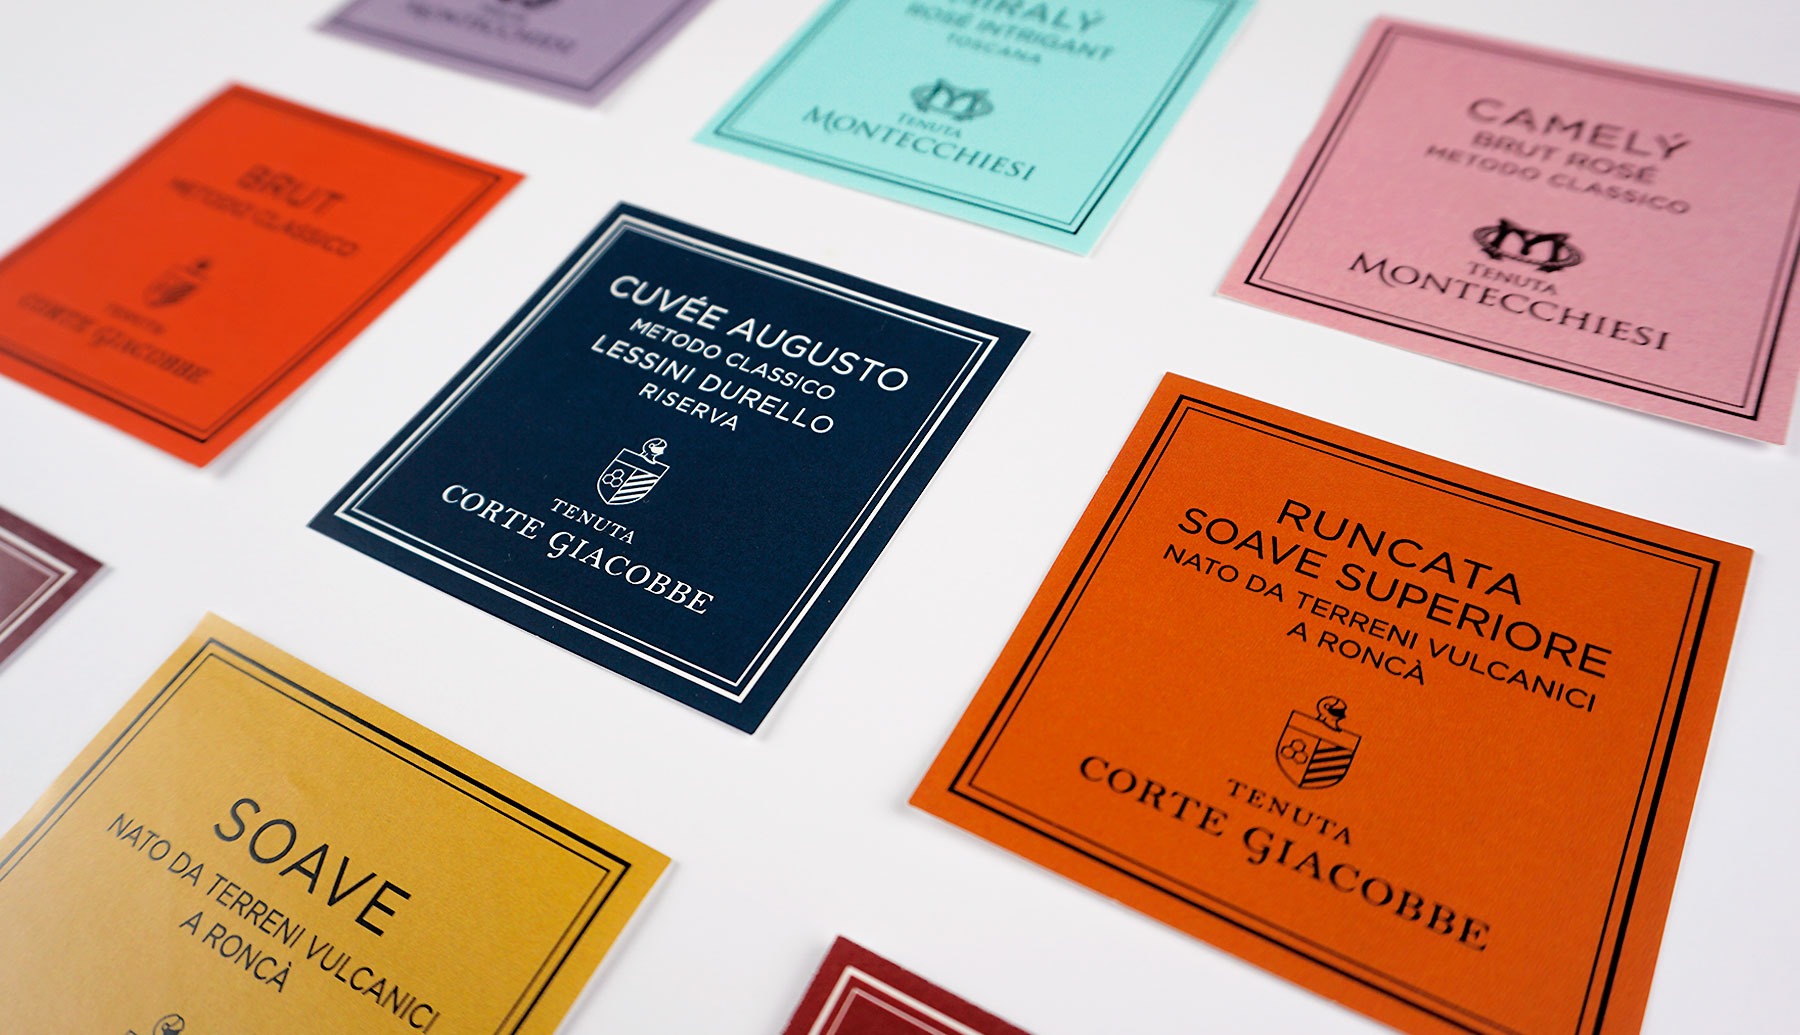 MONTECCHIESI
MIRALÝ
ROSÉ INTRIGANT
TOSCANA
TENUTA
MONTECCHIESI
CAMELÝ
BRUT ROSÉ
METODO CLASSICO
TENUTA
MONTECCHIESI
BRUT
METODO CLASSICO
TENUTA
CORTE GIACOBBE
CUVÉE AUGUSTO
METODO CLASSICO
LESSINI DURELLO
RISERVA
TENUTA
CORTE GIACOBBE
RUNCATA
SOAVE SUPERIORE
NATO DA TERRENI VULCANICI
A RONCÀ
TENUTA
CORTE GIACOBBE
SOAVE
NATO DA TERRENI VULCANICI
A RONCÀ